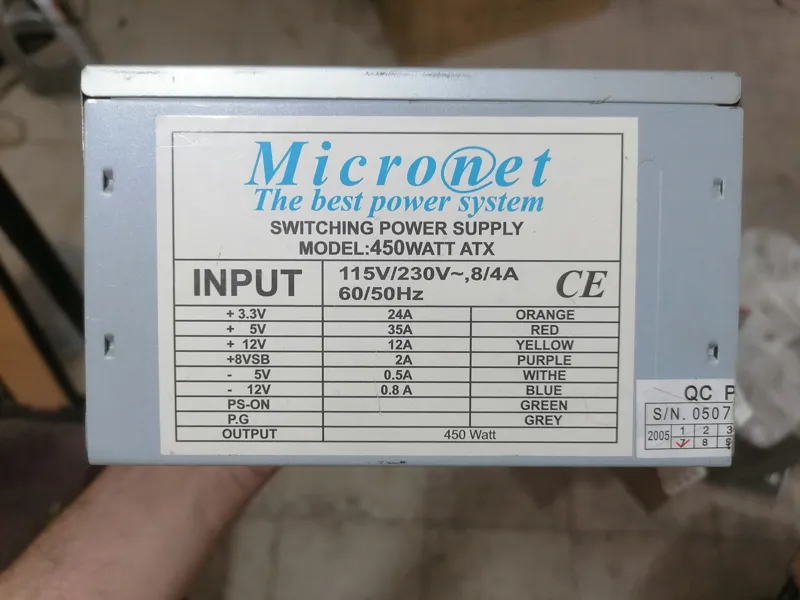 Micronet
The best power system
SWITCHING POWER SUPPLY
MODEL:450WATT ATX
INPUT
115V/230V~,8/4A
60/50Hz
CE
+ 3.3V 24A ORANGE
+ 5V 35A RED
+ 12V 12A YELLOW
+8VSB 2A PURPLE
- 5V 0.5A WITHE
- 12V 0.8 A BLUE
PS-ON GREEN
P.G GREY
OUTPUT 450 Watt
QC P
S/N. 0507
2005 1 2 3
7 8